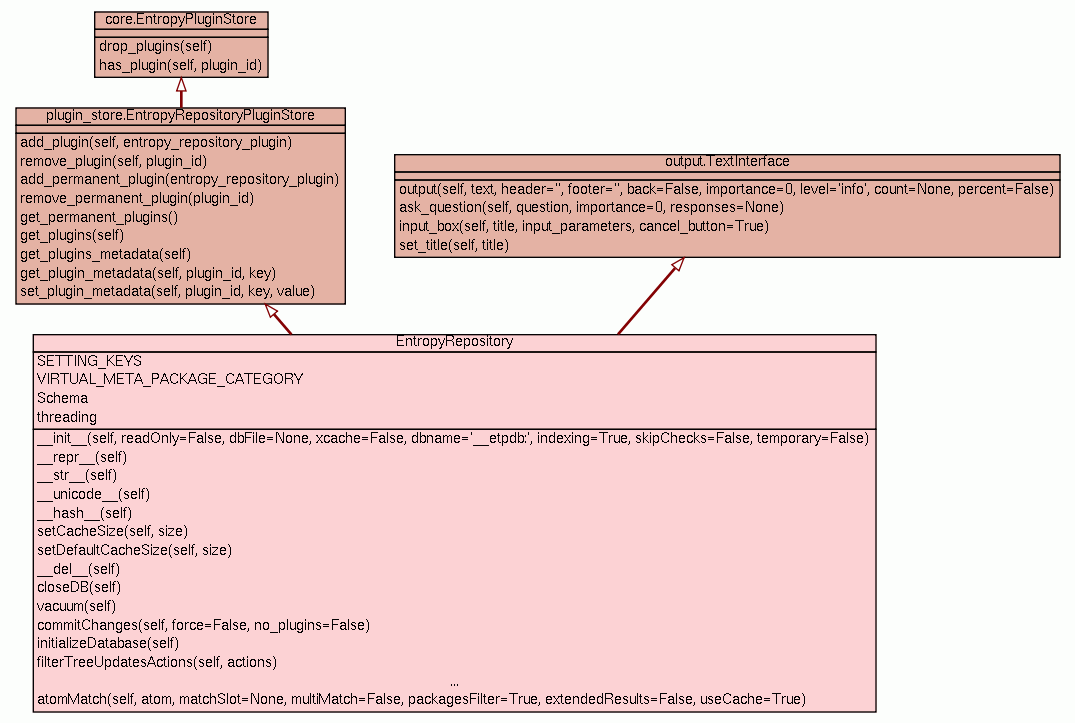 core.EntropyPluginStore
drop_plugins(self)
has_plugin(self, plugin_id)
plugin_store.EntropyRepositoryPluginStore
add_plugin(self, entropy_repository_plugin)
remove_plugin(self, plugin_id)
add_permanent_plugin(entropy_repository_plugin)
remove_permanent_plugin(plugin_id)
get_permanent_plugins()
get_plugins(self)
get_plugins_metadata(self)
get_plugin_metadata(self, plugin_id, key)
set_plugin_metadata(self, plugin_id, key, value)
output.TextInterface
output(self, text, header='', footer='', back=False, importance=0, level='info', count=None, percent=False)
ask_question(self, question, importance=0, responses=None)
input_box(self, title, input_parameters, cancel_button=True)
set_title(self, title)
EntropyRepository
SETTING_KEYS
VIRTUAL_META_PACKAGE_CATEGORY
Schema
threading
__init__(self, readOnly=False, dbFile=None, xcache=False, dbname='__etpdb:', indexing=True, skipChecks=False, temporary=False)
__repr__(self)
__str__(self)
__unicode__(self)
__hash__(self)
setCacheSize(self, size)
setDefaultCacheSize(self, size)
__del__(self)
closeDB(self)
vacuum(self)
commitChanges(self, force=False, no_plugins=False)
initializeDatabase(self)
filterTreeUpdatesActions(self, actions)
...
atomMatch(self, atom, matchSlot=None, multiMatch=False, packagesFilter=True, extendedResults=False, useCache=True)